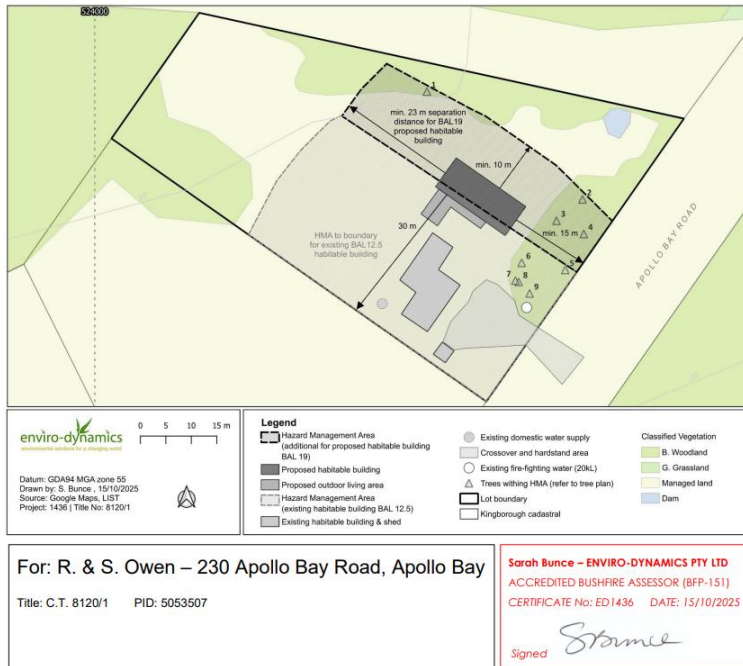 524000
1
min. 23 m separation
distance for BAL19
proposed habitable
building
min. 10 m
2
3
4
min. 15 m
30 m
HMA to boundary
for existing BAL12.5
habitable building
5
6
7
8
9
APOLLO BAY ROAD
enviro-dynamics
environmental solutions for a changing world
0 5 10 15 m
Datum: GDA94 MGA zone 55
Drawn by: S. Bunce , 15/10/2025
Source: Google Maps, LIST
Project: 1436 | Title No: 8120/1
Legend
Hazard Management Area
(additional for proposed habitable building
BAL 19)
Proposed habitable building
Proposed outdoor living area
Hazard Management Area
(existing habitable building BAL 12.5)
Existing habitable building & shed
Existing domestic water supply
Crossover and hardstand area
Existing fire-fighting water (20kL)
Trees withing HMA (refer to tree plan)
Lot boundary
Kingborough cadastral
Classified Vegetation
B. Woodland
G. Grassland
Managed land
Dam
For: R. & S. Owen – 230 Apollo Bay Road, Apollo Bay
Title: C.T. 8120/1 PID: 5053507
Sarah Bunce – ENVIRO-DYNAMICS PTY LTD
ACCREDITED BUSHFIRE ASSESSOR (BFP-151)
CERTIFICATE No: ED1436 DATE: 15/10/2025
Signed SBunce